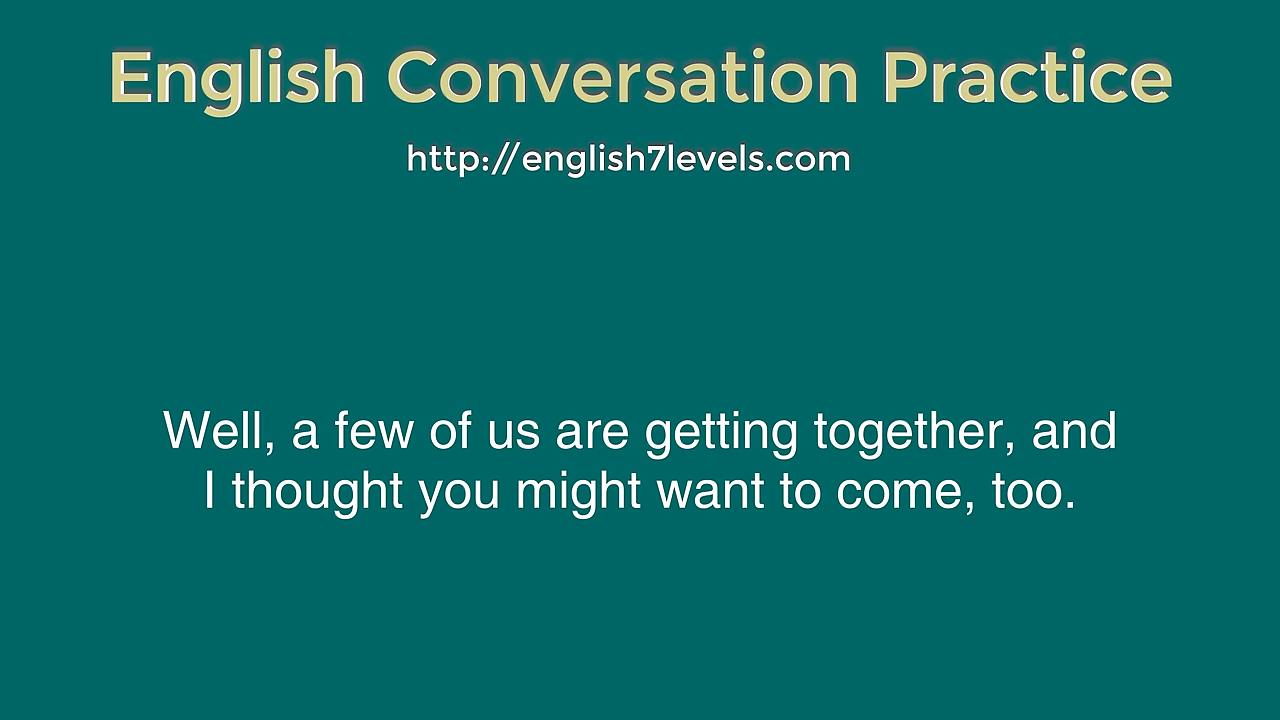 English Conversation Practice
http://english7levels.com
Well, a few of us are getting together, and
I thought you might want to come, too.